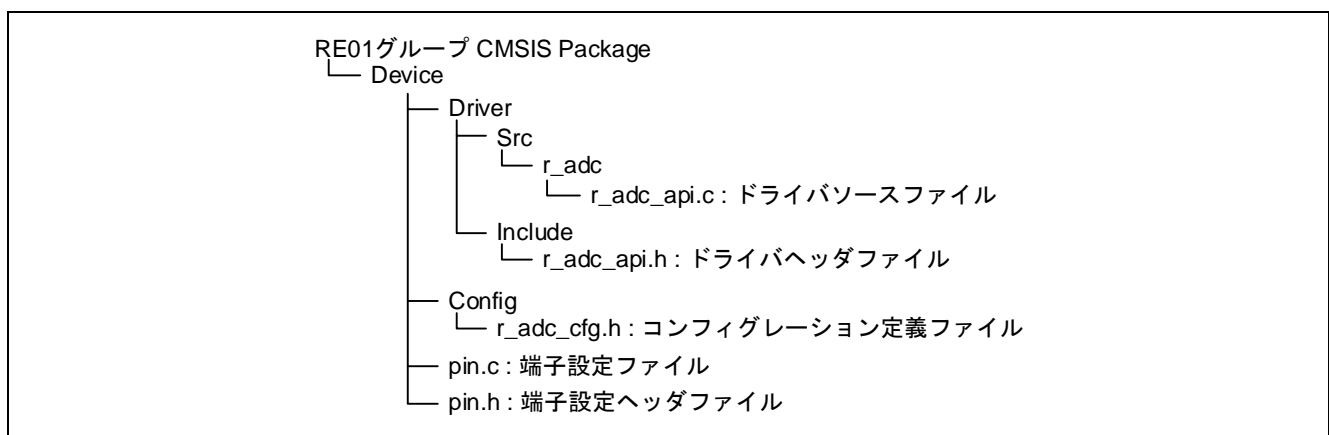 RE01グループ CMSIS Package
Device
Driver
Src
r_adc
r_adc_api.c : ドライバソースファイル
Include
r_adc_api.h : ドライバヘッダファイル
Config
r_adc_cfg.h : コンフィグレーション定義ファイル
pin.c : 端子設定ファイル
pin.h : 端子設定ヘッダファイル